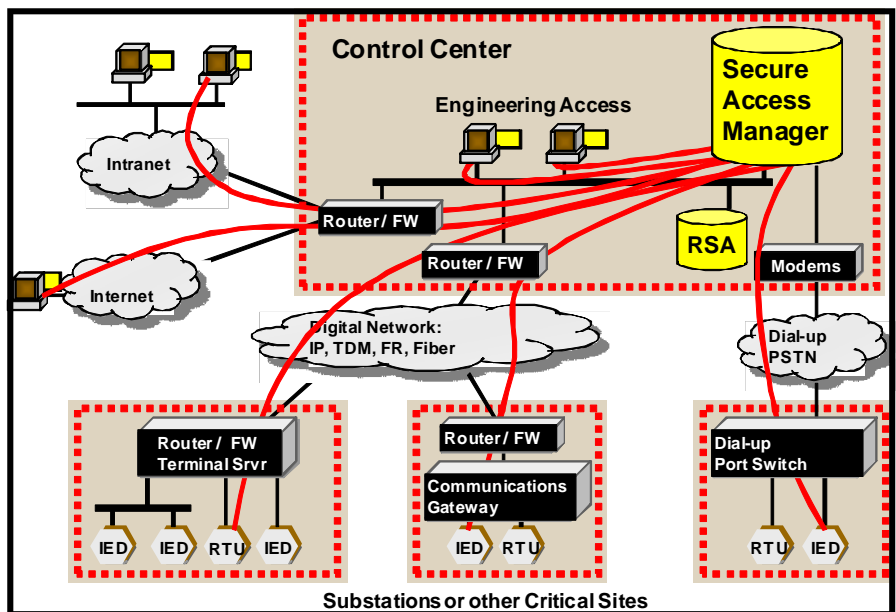 Control Center
Secure
Access
Manager
Engineering Access
Intranet
Router / FW
RSA
Router / FW
Modems
Internet
Digital Network:
IP, TDM, FR, Fiber
Dial-up
PSTN
Router / FW
Terminal Srvr
Router / FW
Communications
Gateway
Dial-up
Port Switch
IED IED RTU IED
IED RTU
RTU IED
Substations or other Critical Sites